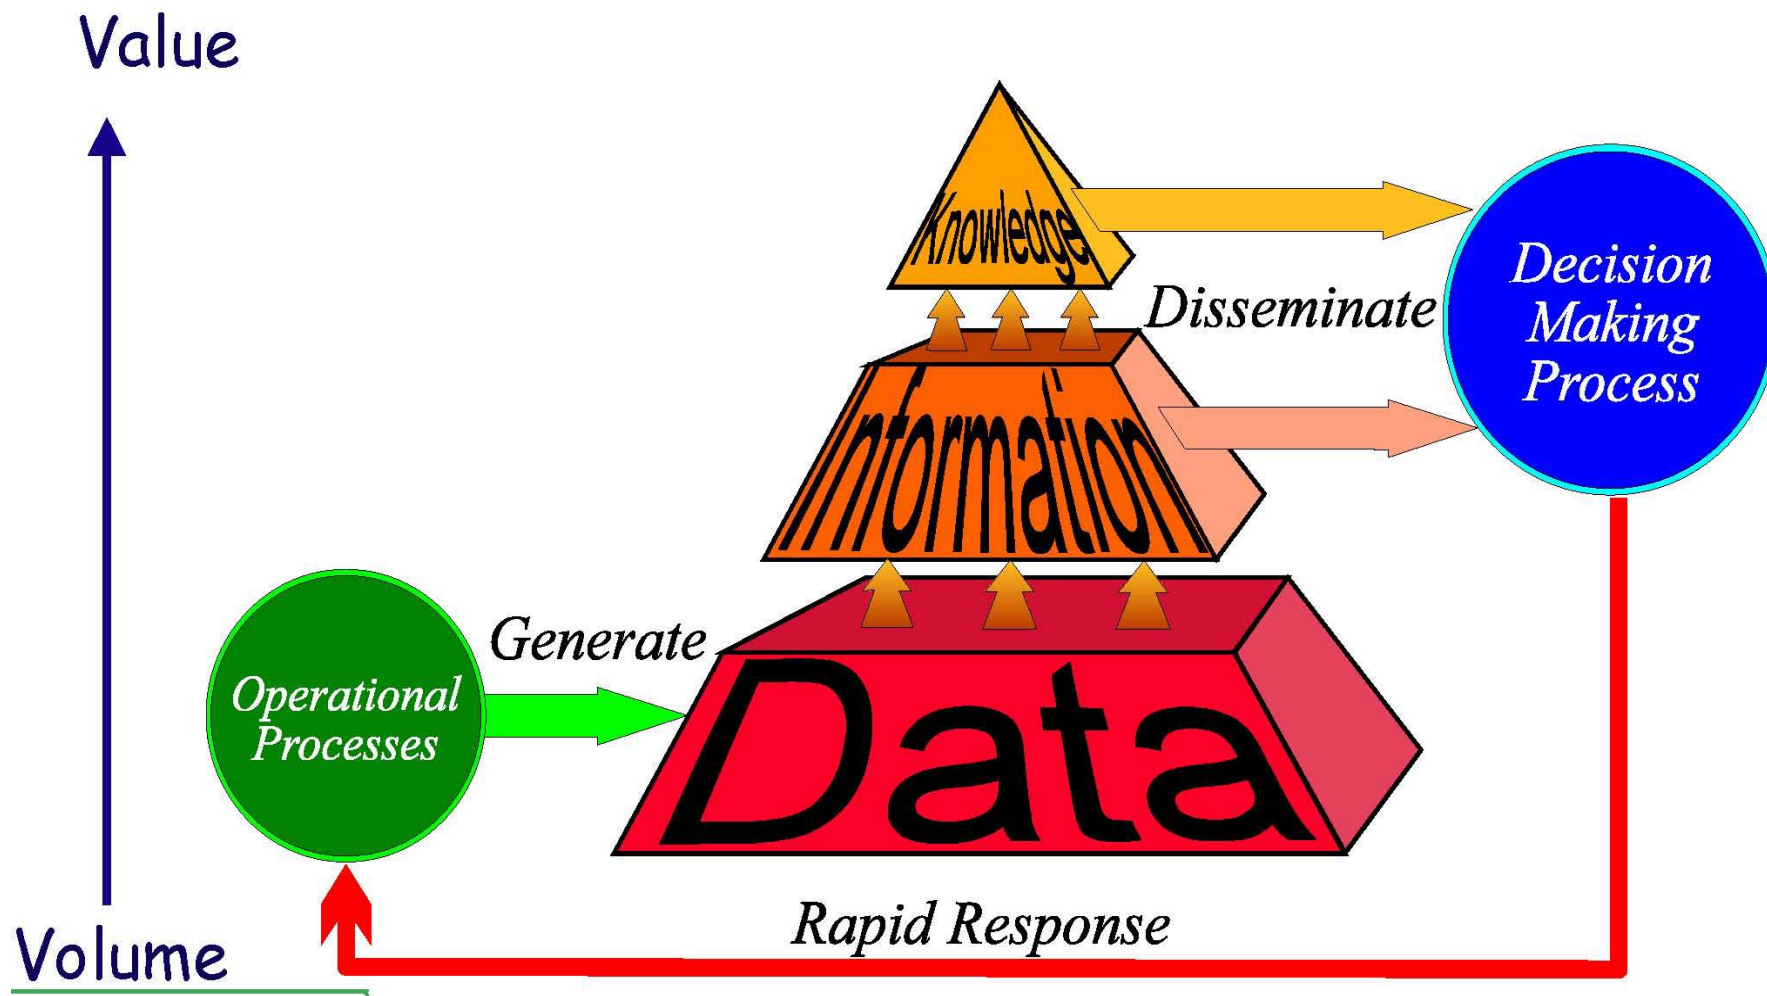 Value
Knowledge
Disseminate
Decision
Making
Process
Information
Generate
Operational
Processes
Data
Rapid Response
Volume